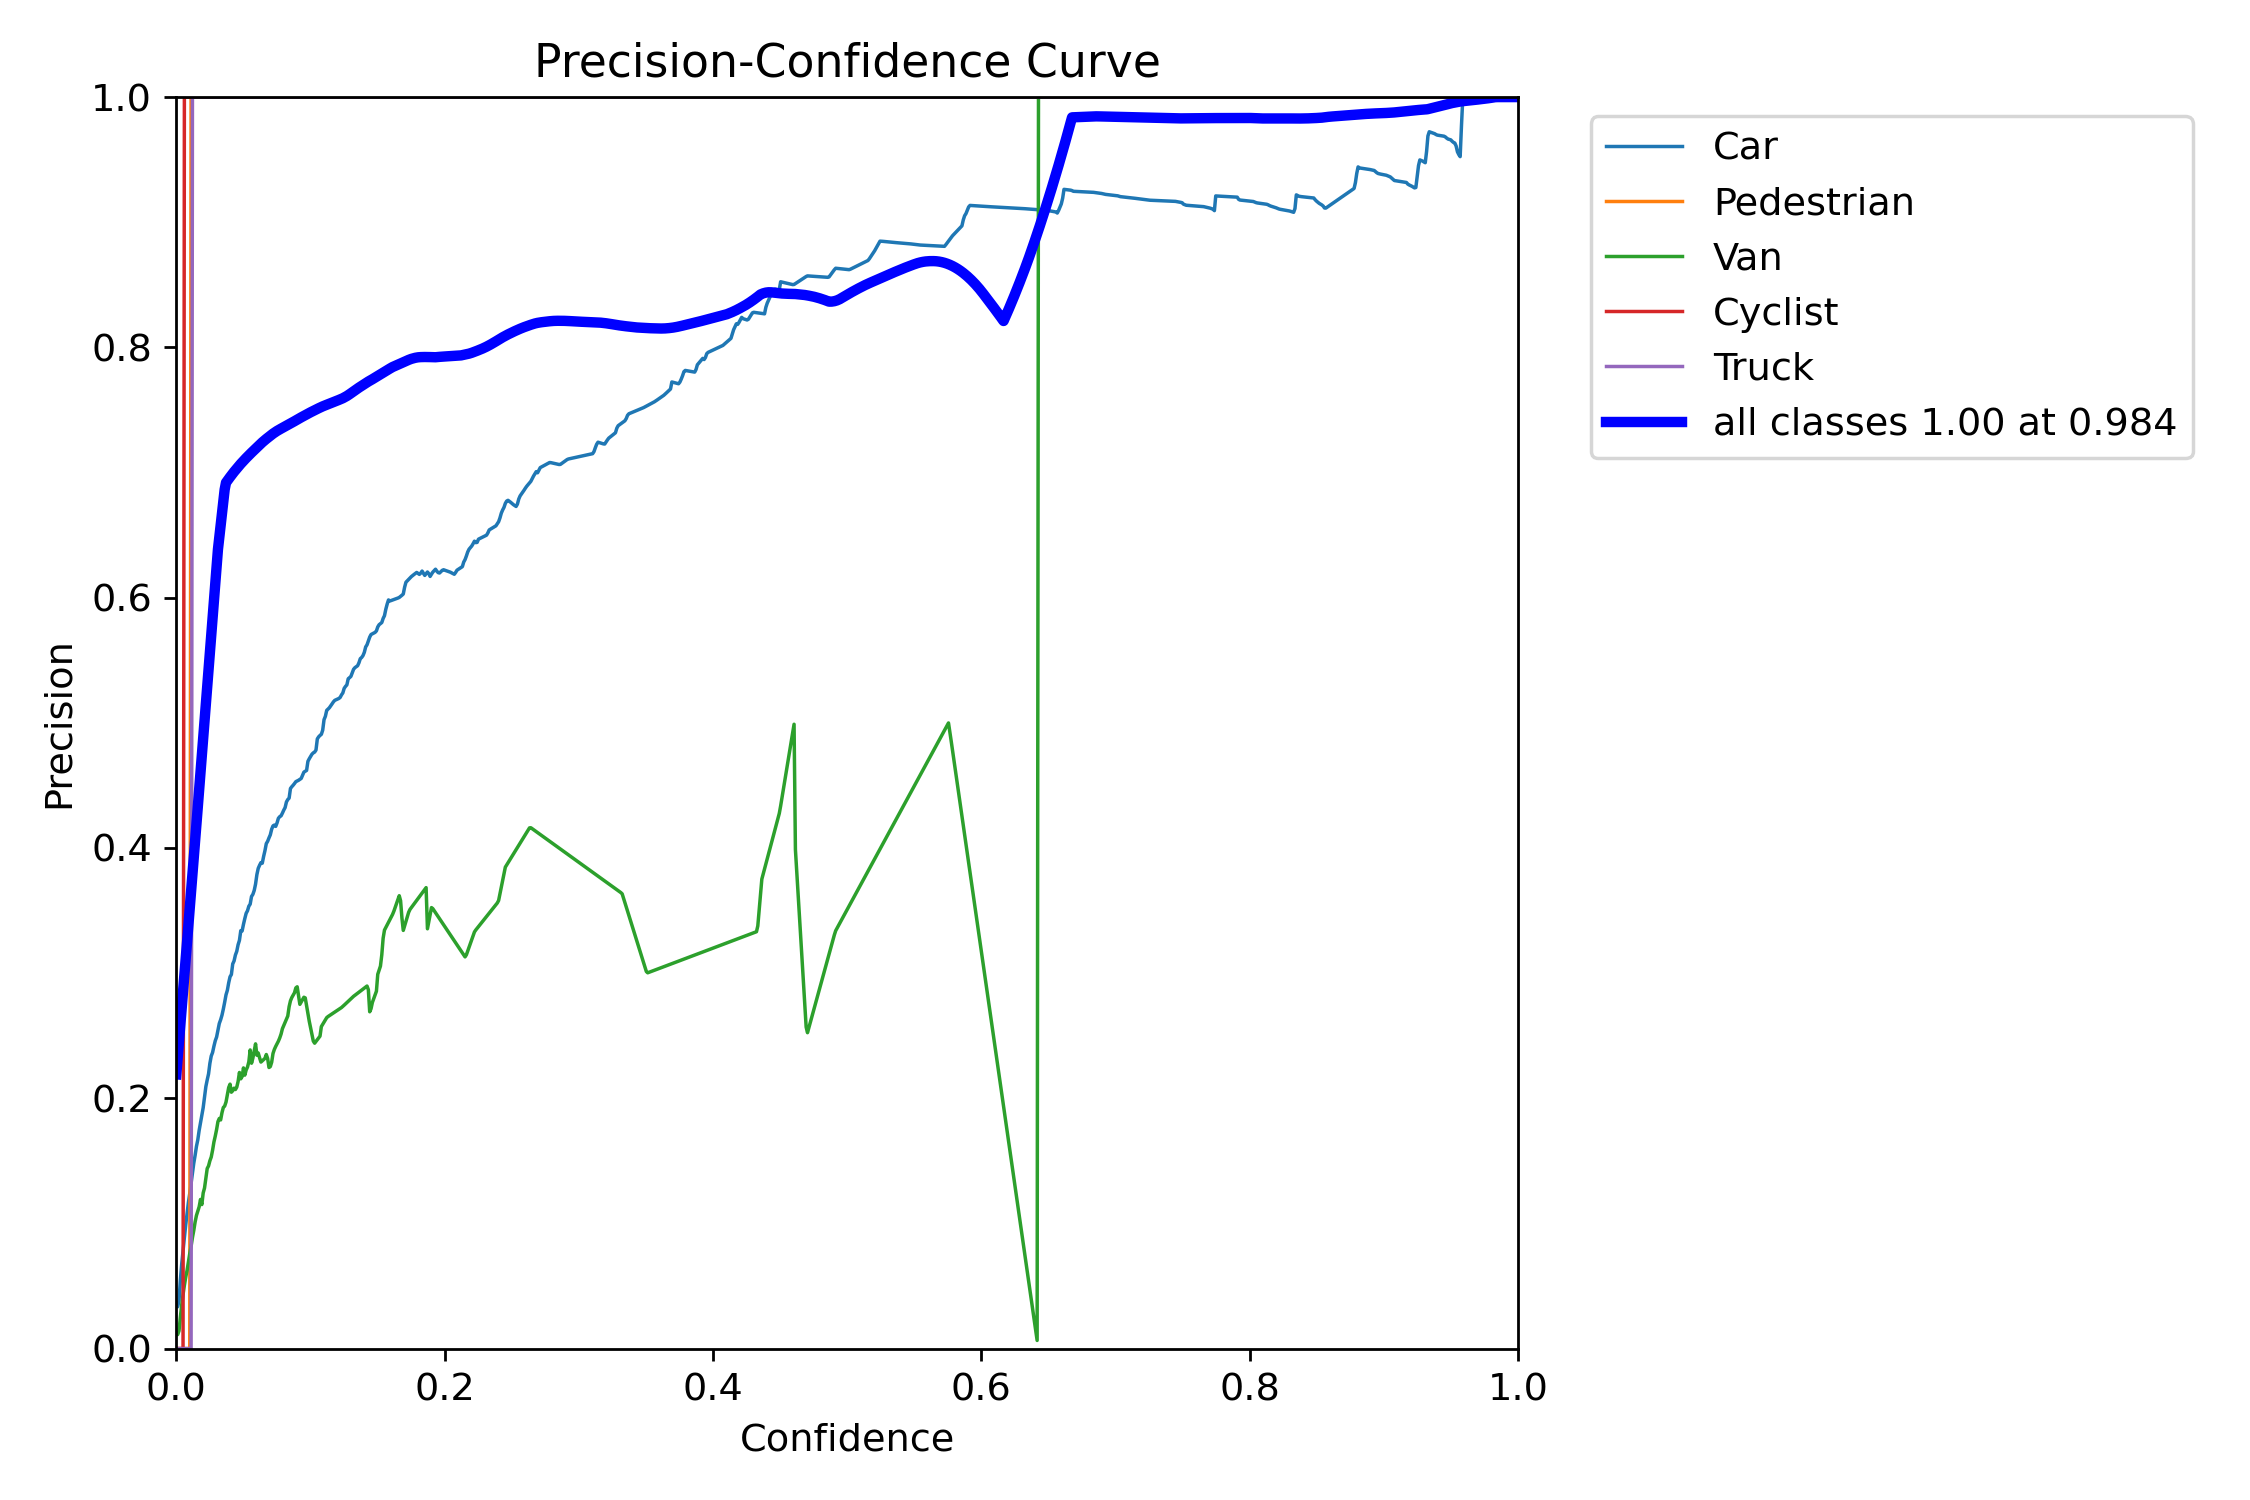 Precision-Confidence Curve
1.0
0.8
0.6
0.4
0.2
0.0
Precision
0.0 0.2 0.4 0.6 0.8 1.0
Confidence
Car
Pedestrian
Van
Cyclist
Truck
all classes 1.00 at 0.984